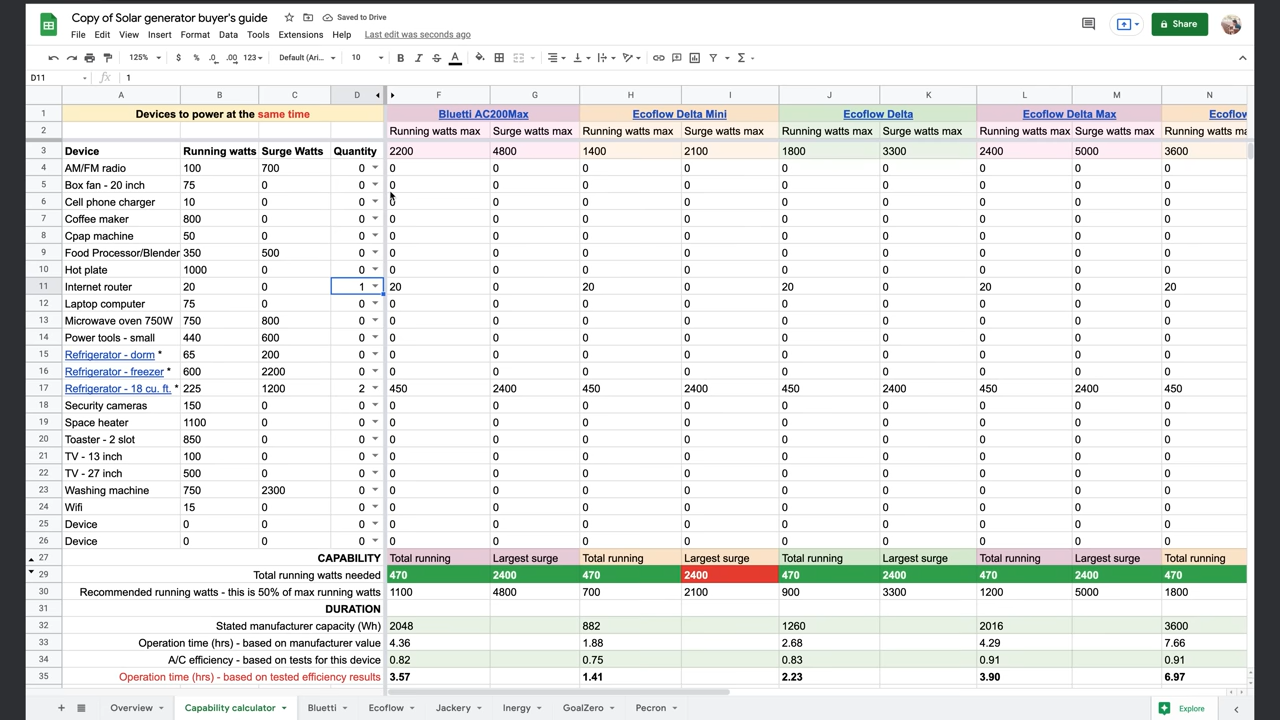 Copy of Solar generator buyer's guide Saved to Drive
File Edit View Insert Format Data Tools Extensions Help Last edit was seconds ago
Share
125% $ % .0 .00 123 Default (Ari... 10 B I S A Σ
D11 fx 1
A B C D F G H I J K L M N
1 Devices to power at the same time Bluetti AC200Max Ecoflow Delta Mini Ecoflow Delta Ecoflow Delta Max Ecoflow
2 Running watts max Surge watts max Running watts max Surge watts max Running watts max Surge watts max Running watts max Surge watts max Running watts ma
3 Device Running watts Surge Watts Quantity 2200 4800 1400 2100 1800 3300 2400 5000 3600
4 AM/FM radio 100 700 0 0 0 0 0 0 0 0 0 0
5 Box fan - 20 inch 75 0 0 0 0 0 0 0 0 0 0 0
6 Cell phone charger 10 0 0 0 0 0 0 0 0 0 0 0
7 Coffee maker 800 0 0 0 0 0 0 0 0 0 0 0
8 Cpap machine 50 0 0 0 0 0 0 0 0 0 0 0
9 Food Processor/Blender 350 500 0 0 0 0 0 0 0 0 0 0
10 Hot plate 1000 0 0 0 0 0 0 0 0 0 0 0
11 Internet router 20 0 1 20 0 20 0 20 0 20 0 20
12 Laptop computer 75 0 0 0 0 0 0 0 0 0 0 0
13 Microwave oven 750W 750 800 0 0 0 0 0 0 0 0 0 0
14 Power tools - small 440 600 0 0 0 0 0 0 0 0 0 0
15 Refrigerator - dorm * 65 200 0 0 0 0 0 0 0 0 0 0
16 Refrigerator - freezer * 600 2200 0 0 0 0 0 0 0 0 0 0
17 Refrigerator - 18 cu. ft. * 225 1200 2 450 2400 450 2400 450 2400 450 2400 450
18 Security cameras 150 0 0 0 0 0 0 0 0 0 0 0
19 Space heater 1100 0 0 0 0 0 0 0 0 0 0 0
20 Toaster - 2 slot 850 0 0 0 0 0 0 0 0 0 0 0
21 TV - 13 inch 100 0 0 0 0 0 0 0 0 0 0 0
22 TV - 27 inch 500 0 0 0 0 0 0 0 0 0 0 0
23 Washing machine 750 2300 0 0 0 0 0 0 0 0 0 0
24 Wifi 15 0 0 0 0 0 0 0 0 0 0 0
25 Device 0 0 0 0 0 0 0 0 0 0 0 0
26 Device 0 0 0 0 0 0 0 0 0 0 0 0
27 CAPABILITY Total running Largest surge Total running Largest surge Total running Largest surge Total running Largest surge Total running
29 Total running watts needed 470 2400 470 2400 470 2400 470 2400 470
30 Recommended running watts - this is 50% of max running watts 1100 4800 700 2100 900 3300 1200 5000 1800
31 DURATION
32 Stated manufacturer capacity (Wh) 2048 882 1260 2016 3600
33 Operation time (hrs) - based on manufacturer value 4.36 1.88 2.68 4.29 7.66
34 A/C efficiency - based on tests for this device 0.82 0.75 0.83 0.91 0.91
35 Operation time (hrs) - based on tested efficiency results 3.57 1.41 2.23 3.90 6.97
+ Overview Capability calculator Bluetti Ecoflow Jackery Inergy GoalZero Pecron Explore